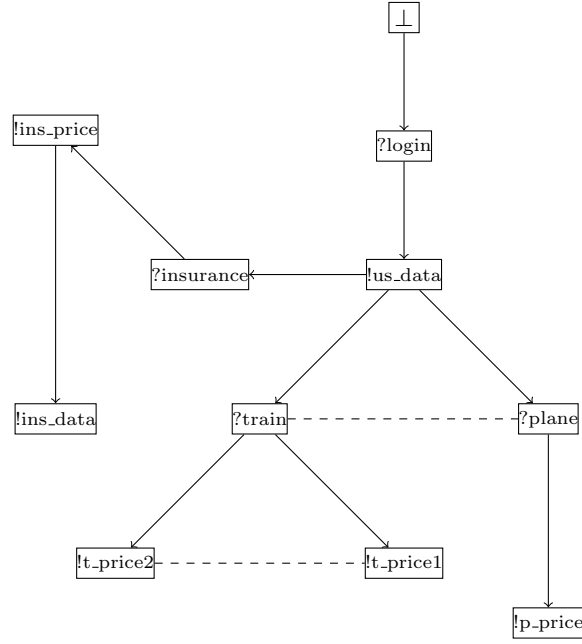 ⊥
!ins_price
?login
?insurance
!us_data
!ins_data
?train
?plane
!t_price2
!t_price1
!p_price